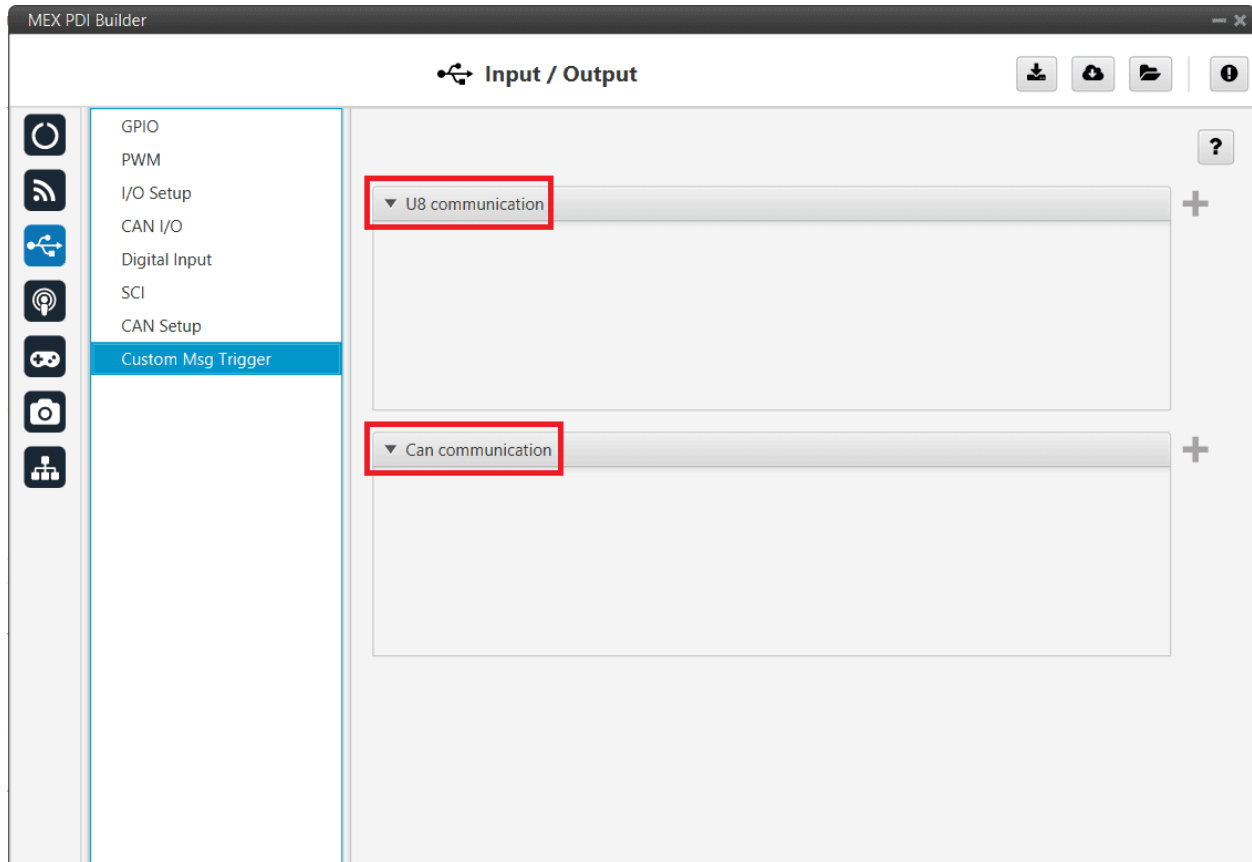 MEX PDI Builder
Input / Output
GPIO
PWM
I/O Setup
CAN I/O
Digital Input
SCI
CAN Setup
Custom Msg Trigger
?
U8 communication
Can communication